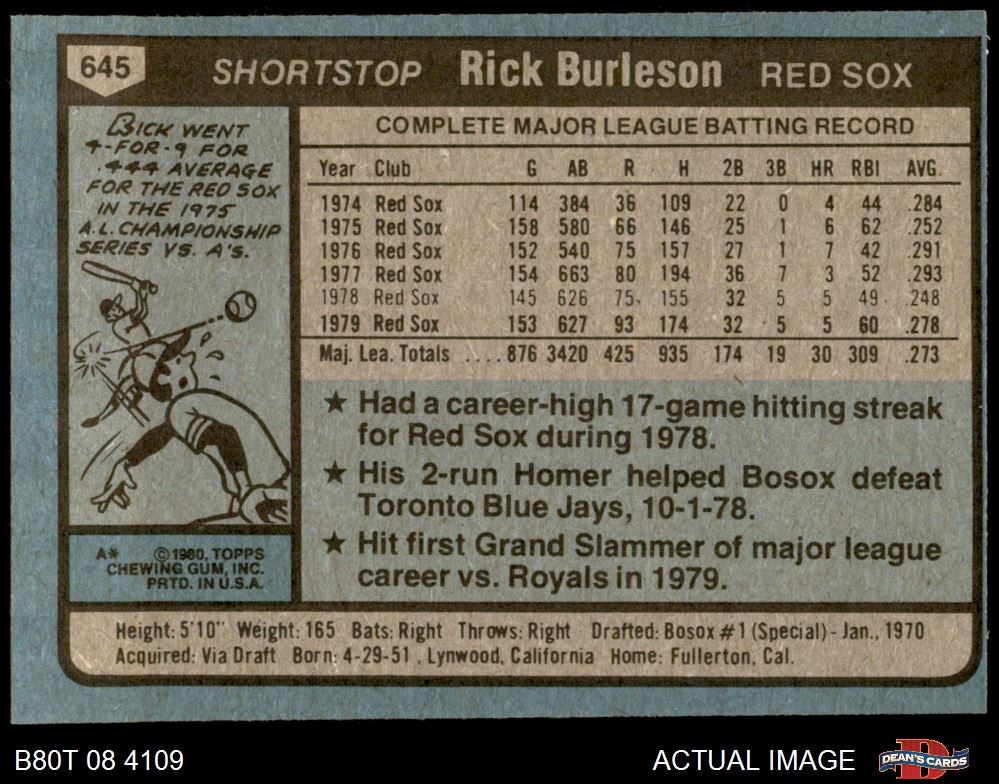 645 SHORTSTOP Rick Burleson RED SOX
RICK WENT
4-FOR-9 FOR
.444 AVERAGE
FOR THE RED SOX
IN THE 1975
A.L. CHAMPIONSHIP
SERIES VS. A'S.
COMPLETE MAJOR LEAGUE BATTING RECORD
Year Club G AB R H 2B 3B HR RBI AVG.
1974 Red Sox 114 384 36 109 22 0 4 44 .284
1975 Red Sox 158 580 66 146 25 1 6 62 .252
1976 Red Sox 152 540 75 157 27 1 7 42 .291
1977 Red Sox 154 663 80 194 36 7 3 52 .293
1978 Red Sox 145 626 75 155 32 5 5 49 .248
1979 Red Sox 153 627 93 174 32 5 5 60 .278
Maj. Lea. Totals ....876 3420 425 935 174 19 30 309 .273
★ Had a career-high 17-game hitting streak
for Red Sox during 1978.
★ His 2-run Homer helped Bosox defeat
Toronto Blue Jays, 10-1-78.
★ Hit first Grand Slammer of major league
career vs. Royals in 1979.
A* ©1980, TOPPS
CHEWING GUM, INC.
PRTD. IN U.S.A.
Height: 5'10" Weight: 165 Bats: Right Throws: Right Drafted: Bosox #1 (Special) - Jan., 1970
Acquired: Via Draft Born: 4-29-51, Lynwood, California Home: Fullerton, Cal.
B80T 08 4109 ACTUAL IMAGE DEAN'S CARDS